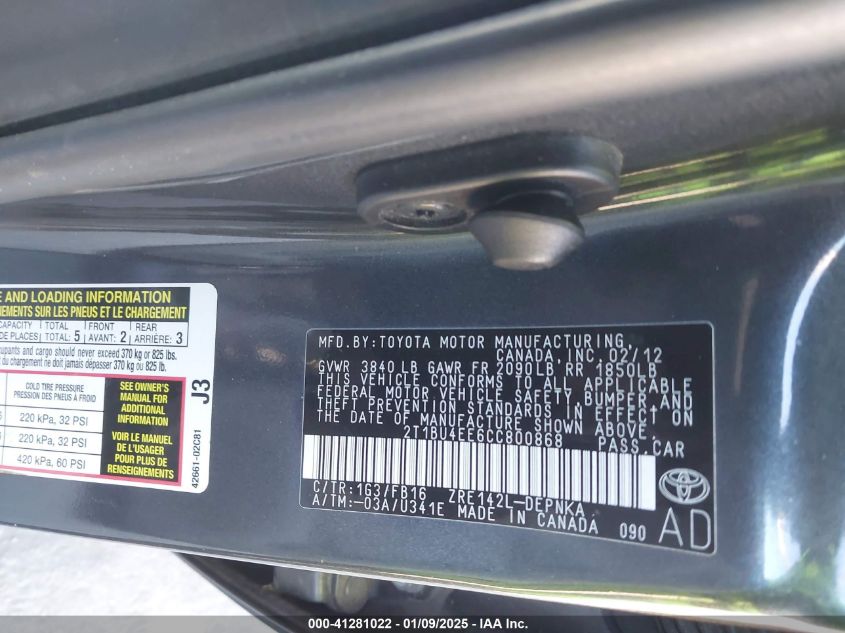 E AND LOADING INFORMATION
NEMENTS SUR LES PNEUS ET LE CHARGEMENT
CAPACITY TOTAL FRONT REAR
DE PLACES TOTAL: 5 AVANT: 2 ARRIÈRE: 3
cupants and cargo should never exceed 370 kg or 825 lbs.
du chargement ne doit jamais dépasser 370 kg ou 825 lb.
COLD TIRE PRESSURE
PRESSION DES PNEUS À FROID
220 kPa, 32 PSI
220 kPa, 32 PSI
420 kPa, 60 PSI
SEE OWNER'S
MANUAL FOR
ADDITIONAL
INFORMATION
VOIR LE MANUEL
DE L'USAGER
POUR PLUS DE
RENSEIGNEMENTS
J3
42661-02C81
MFD.BY:TOYOTA MOTOR MANUFACTURING,
CANADA,INC. 02/12
GVWR 3840LB GAWR FR 2090LB RR 1850LB
THIS VEHICLE CONFORMS TO ALL APPLICABLE
FEDERAL MOTOR VEHICLE SAFETY,BUMPER,AND
THEFT PREVENTION STANDARDS IN EFFECT ON
THE DATE OF MANUFACTURE SHOWN ABOVE.
2T1BU4EE6CC800868 PASS.CAR
C/TR:1G3/FB16 ZRE142L-DEPNKA
A/TM:-03A/U341E MADE IN CANADA 090
AD
000-41281022 | 01/09/2025 - IAA Inc.